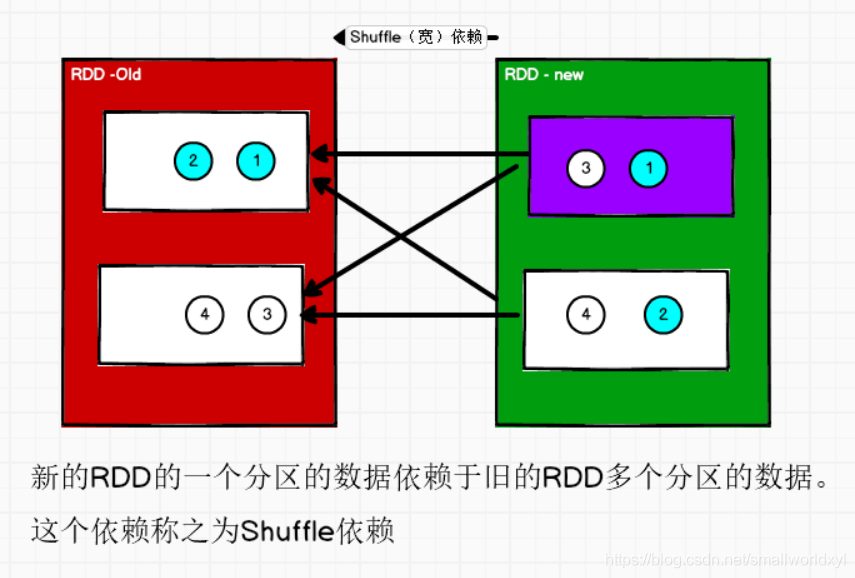 Shuffle（宽）依赖
RDD -Old
RDD - new
2 1
3 1
4 3
4 2
新的RDD的一个分区的数据依赖于旧的RDD多个分区的数据。
这个依赖称之为Shuffle依赖
https://blog.csdn.net/smallworldxyl